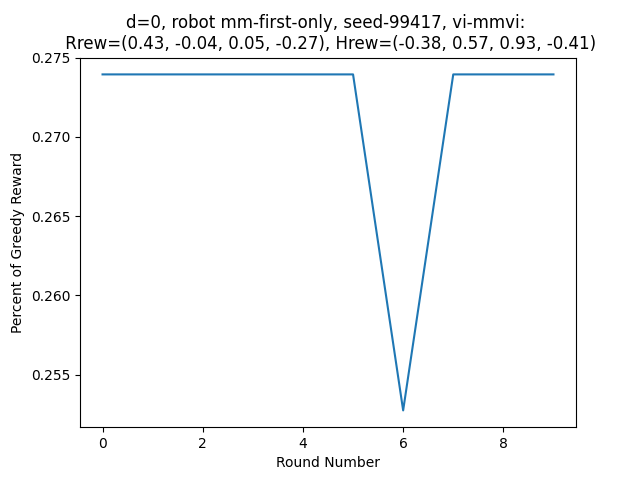 d=0, robot mm-first-only, seed-99417, vi-mmvi:
Rrew=(0.43, -0.04, 0.05, -0.27), Hrew=(-0.38, 0.57, 0.93, -0.41)
0.275
0.270
0.265
0.260
0.255
Percent of Greedy Reward
0 2 4 6 8
Round Number